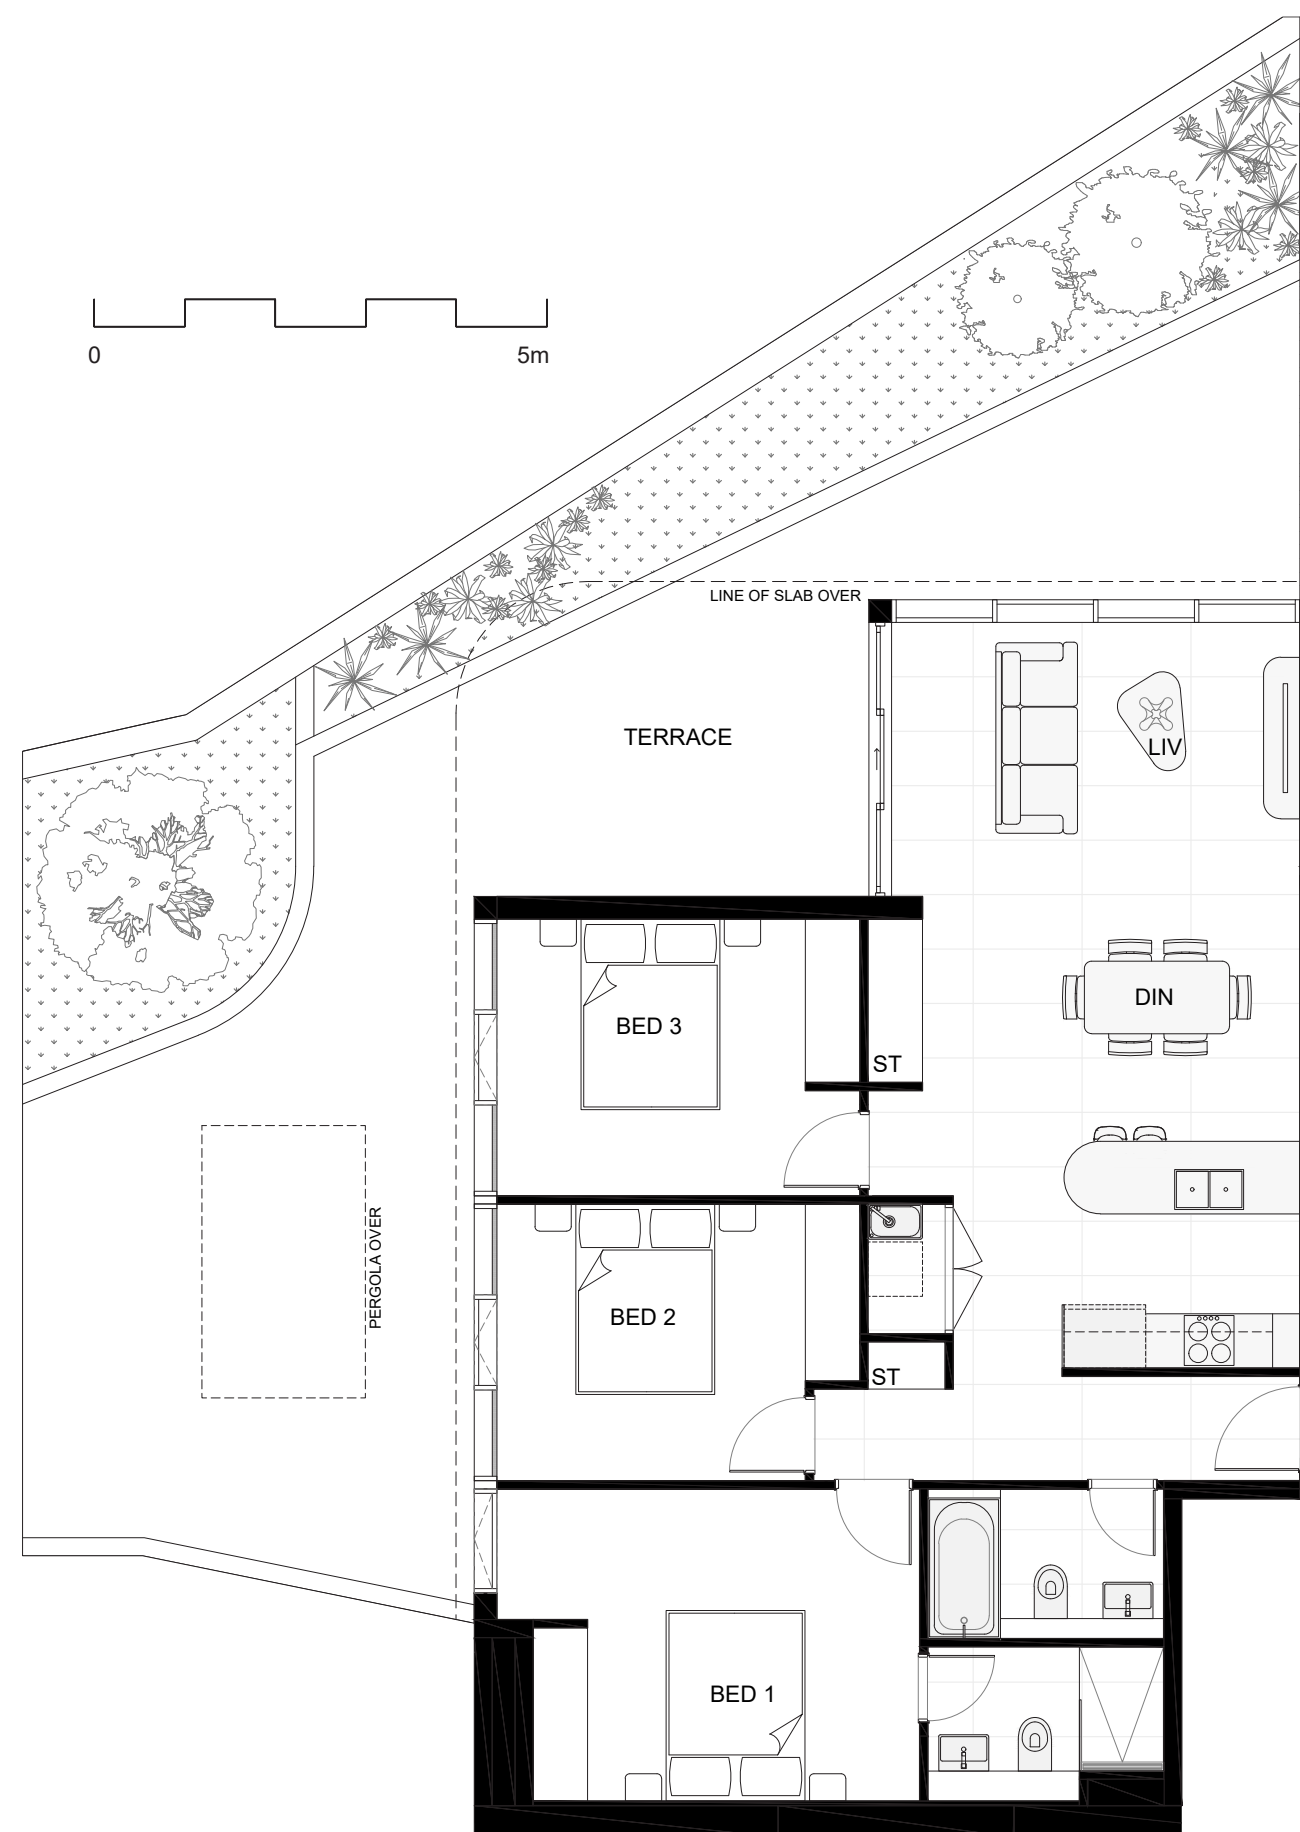 0
5m
LINE OF SLAB OVER
TERRACE
LIV
DIN
BED 3
ST
PERGOLA OVER
BED 2
ST
BED 1